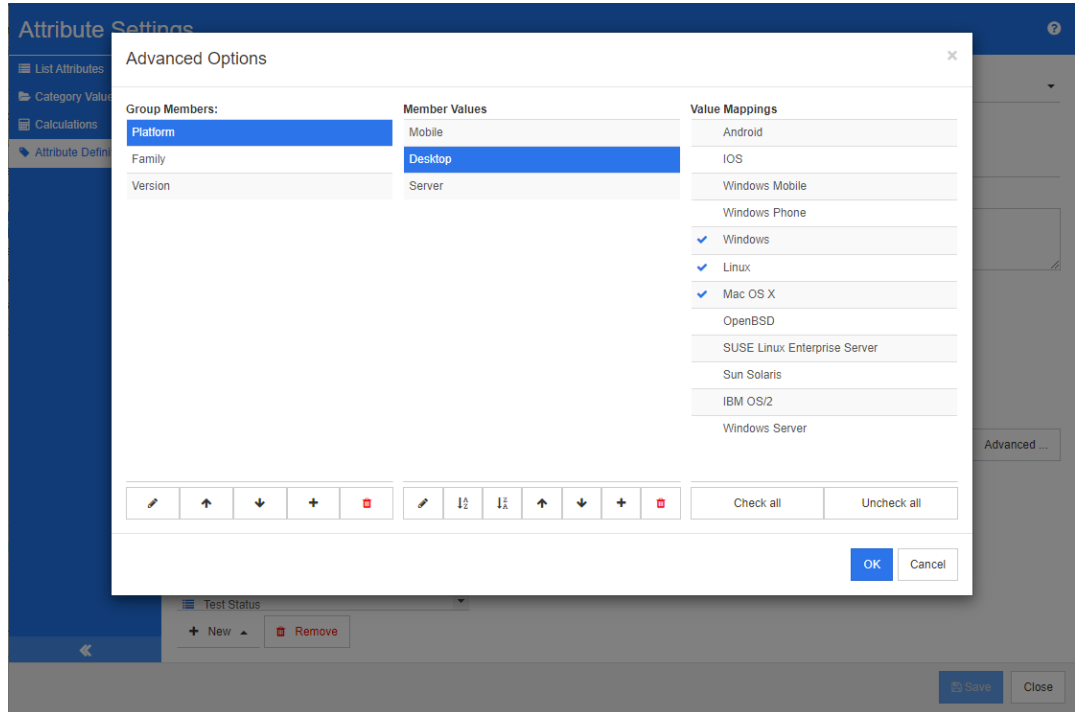 Attribute Settings
List Attributes
Category Value
Calculations
Attribute Defini
Advanced Options
Group Members:
Platform
Family
Version
Member Values
Mobile
Desktop
Server
Value Mappings
Android
IOS
Windows Mobile
Windows Phone
Windows
Linux
Mac OS X
OpenBSD
SUSE Linux Enterprise Server
Sun Solaris
IBM OS/2
Windows Server
Check all
Uncheck all
OK
Cancel
Advanced ...
Test Status
New
Remove
Save
Close